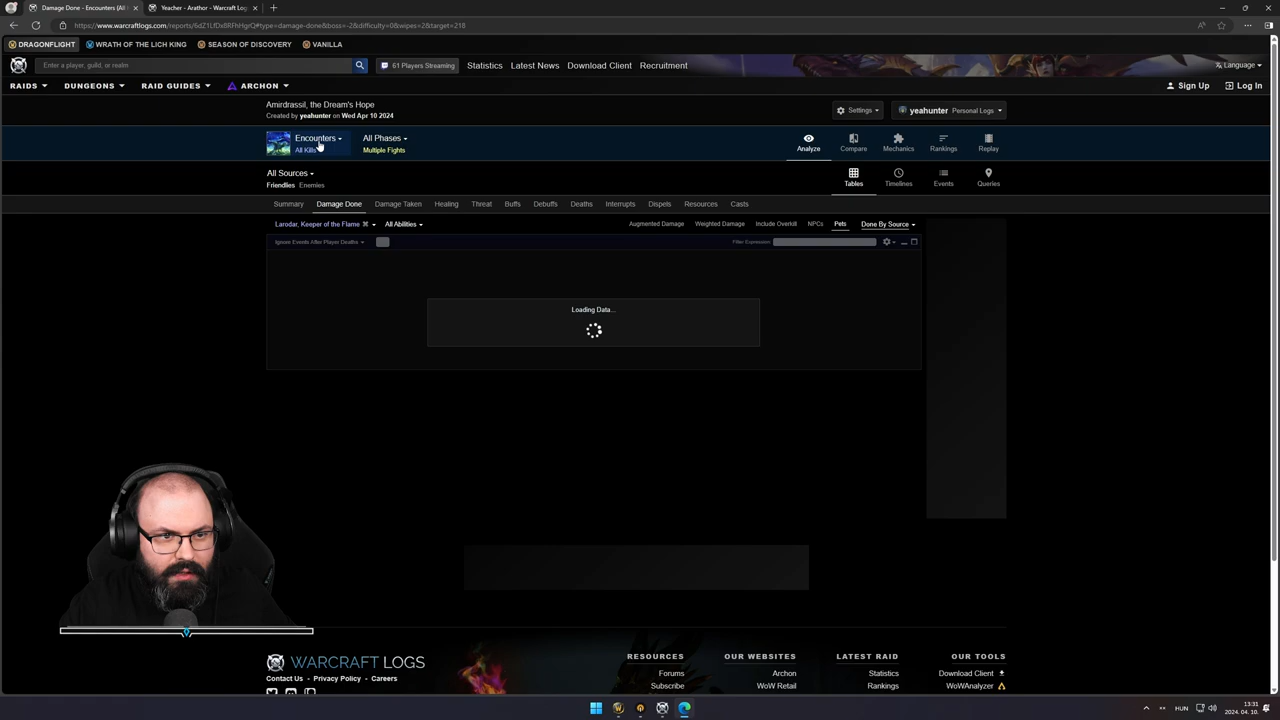 Damage Done - Encounters (All
Yeacher - Arathor - Warcraft Log
https://www.warcraftlogs.com/reports/
#type=damage-done&boss=-2&difficulty=0&wipes=2&target=218
DRAGONFLIGHT WRATH OF THE LICH KING SEASON OF DISCOVERY VANILLA
Enter a player, guild, or realm
61 Players Streaming Statistics Latest News Download Client Recruitment
Language
RAIDS DUNGEONS RAID GUIDES ARCHON
Sign Up Log In
Amirdrassil, the Dream's Hope
Created by yeahunter on Wed Apr 10 2024
Settings yeahunter Personal Logs
Encounters All Phases
All Kills Multiple Fights
Analyze Compare Mechanics Rankings Replay
All Sources
Friendlies Enemies
Tables Timelines Events Queries
Summary Damage Done Damage Taken Healing Threat Buffs Debuffs Deaths Interrupts Dispels Resources Casts
Larodar, Keeper of the Flame All Abilities
Augmented Damage Weighted Damage Include Overkill NPCs Pets Done By Source
Ignore Events After Player Deaths
Filter Expression:
Loading Data...
WARCRAFT LOGS
Contact Us • Privacy Policy • Careers
RESOURCES OUR WEBSITES LATEST RAID OUR TOOLS
Forums Archon Statistics Download Client
Subscribe WoW Retail Rankings WoWAnalyzer
HUN
13:31
2024. 04. 10.